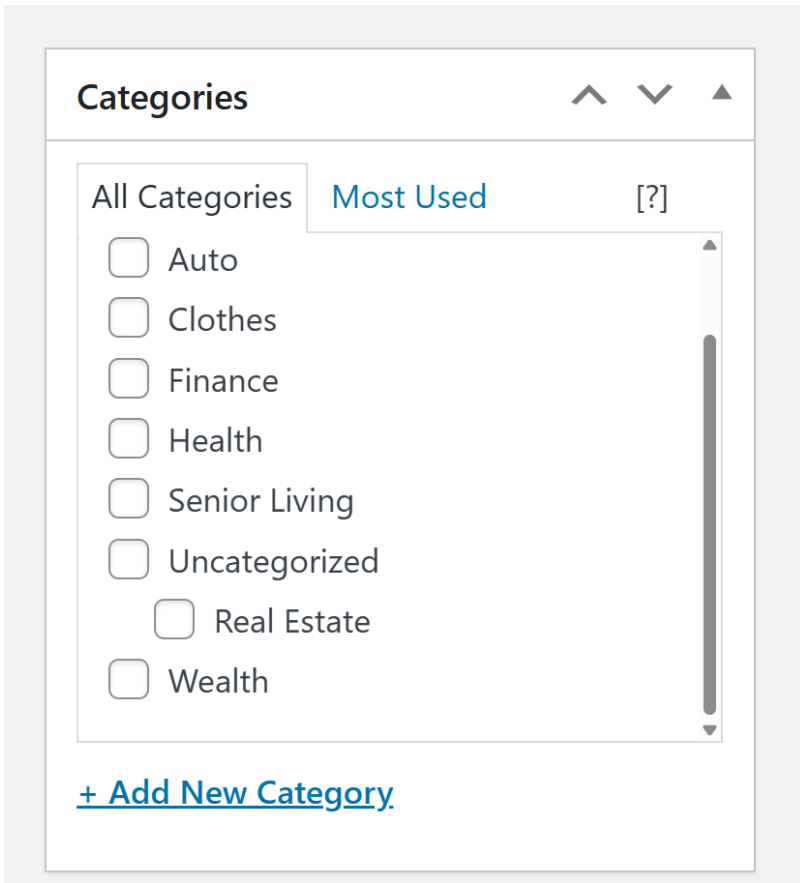 Categories
All Categories Most Used [?]
Auto
Clothes
Finance
Health
Senior Living
Uncategorized
Real Estate
Wealth
+ Add New Category